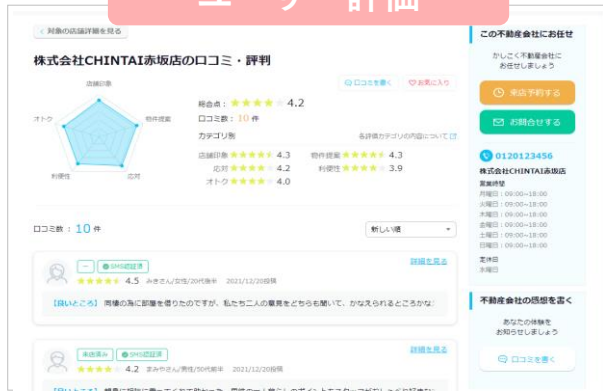 ユーザー評価
< 対象の店舗詳細を見る
株式会社CHINTAI赤坂店の口コミ・評判
口コミを書く
お気に入り
店舗印象
物件提案
応対
利便性
オトク
総合点：★★★★★ 4.2
口コミ数：10 件
カテゴリ別
各評価カテゴリの内容について
店舗印象 ★★★★★ 4.3 物件提案 ★★★★★ 4.3
応対 ★★★★★ 4.2 利便性 ★★★★★ 3.9
オトク ★★★★★ 4.0
口コミ数：10 件
新しい順
－ SMS認証済
詳細を見る
★★★★★ 4.5 みきさん/女性/20代後半 2021/12/20投稿
【良いところ】 同棲の為に部屋を借りたのですが、私たち二人の意見をどちらも聞いて、かなえられるところかな
来店済み SMS認証済
詳細を見る
★★★★★ 4.2 まみやさん/男性/50代前半 2021/12/20投稿
この不動産会社にお任せ
かしこく不動産会社に
お任せしましょう
来店予約する
お問合せする
0120123456
株式会社CHINTAI赤坂店
営業時間
月曜日：09:00~18:00
火曜日：09:00~18:00
木曜日：09:00~18:00
金曜日：09:00~18:00
土曜日：09:00~18:00
日曜日：09:00~18:00
定休日
水曜日
不動産会社の感想を書く
あなたの体験を
お知らせしましょう
口コミを書く